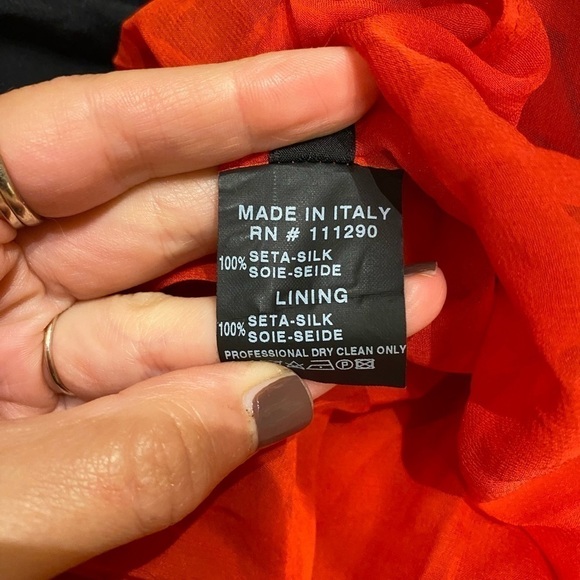 MADE IN ITALY
RN # 111290
100% SETA-SILK
SOIE-SEIDE
LINING
100% SETA-SILK
SOIE-SEIDE
PROFESSIONAL DRY CLEAN ONLY